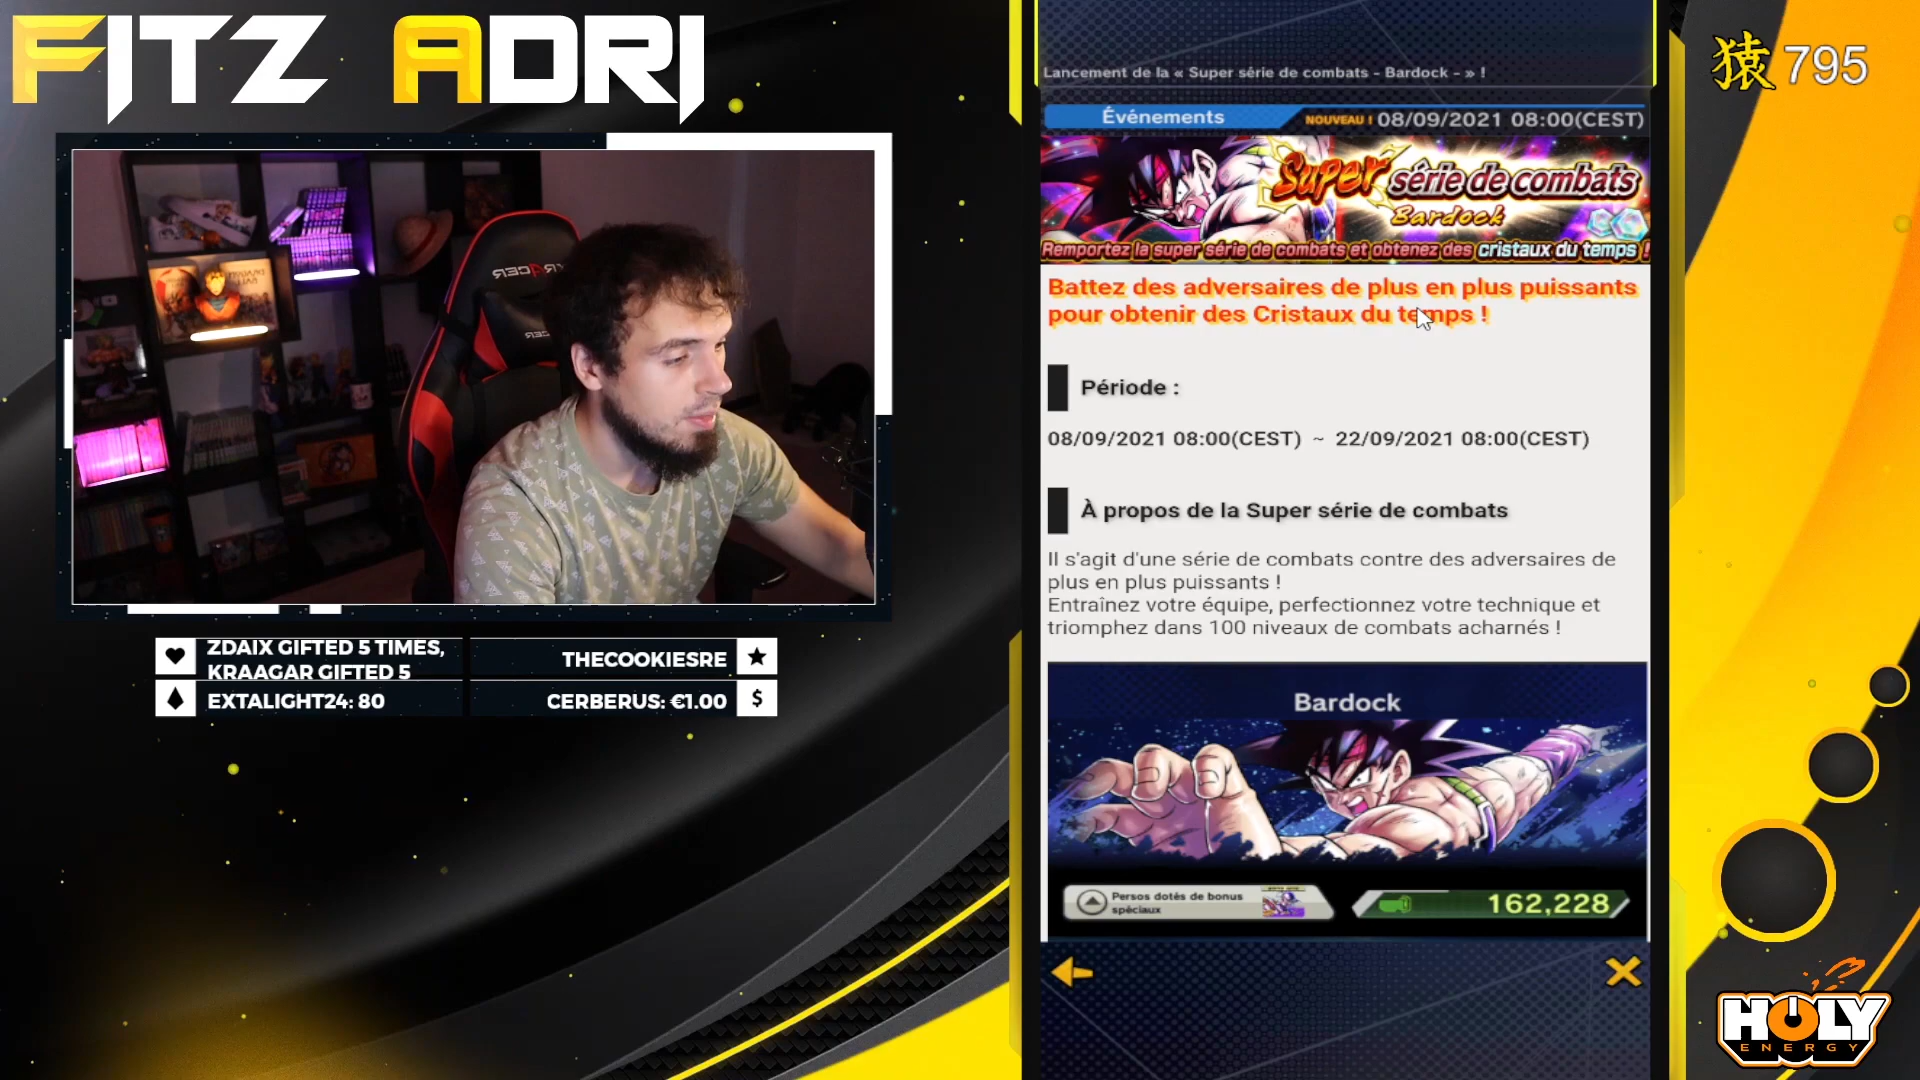 FITZ ADRI
猿 795
Lancement de la « Super série de combats - Bardock - » !
Événements
NOUVEAU ! 08/09/2021 08:00(CEST)
Super série de combats
Bardock
Remportez la super série de combats et obtenez des cristaux du temps !
Battez des adversaires de plus en plus puissants
pour obtenir des Cristaux du temps !
Période :
08/09/2021 08:00(CEST) ~ 22/09/2021 08:00(CEST)
À propos de la Super série de combats
Il s'agit d'une série de combats contre des adversaires de
plus en plus puissants !
Entraînez votre équipe, perfectionnez votre technique et
triomphez dans 100 niveaux de combats acharnés !
Bardock
Persos dotés de bonus
spéciaux
162,228
ZDAIX GIFTED 5 TIMES,
KRAAGAR GIFTED 5
THECOOKIESRE
EXTALIGHT24: 80
CERBERUS: €1.00
$
HOLY
ENERGY